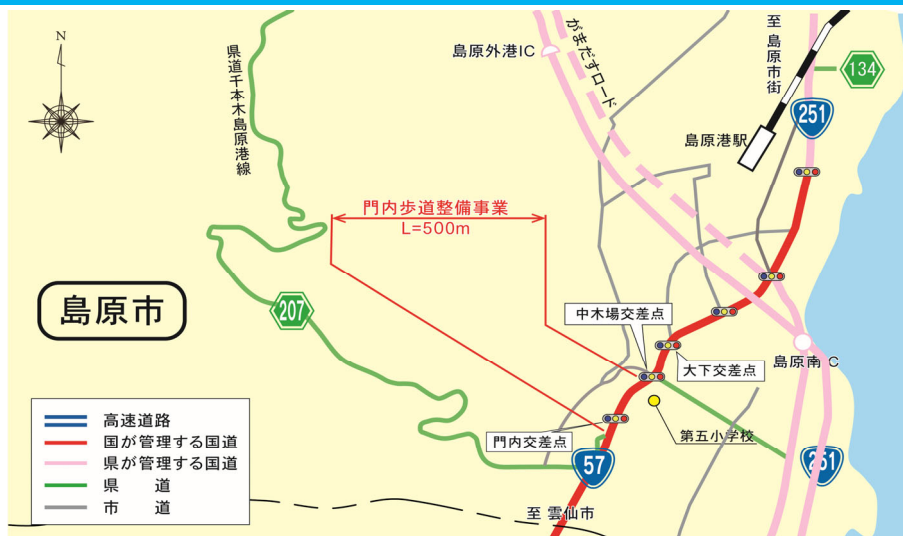 N
県道千本木島原港線
島原外港IC
がまだすロード
至 島原市街
134
251
島原港駅
門内歩道整備事業
L=500m
207
島原市
中木場交差点
大下交差点
島原南IC
第五小学校
門内交差点
57
251
至 雲仙市
高速道路
国が管理する国道
県が管理する国道
県　　道
市　　道